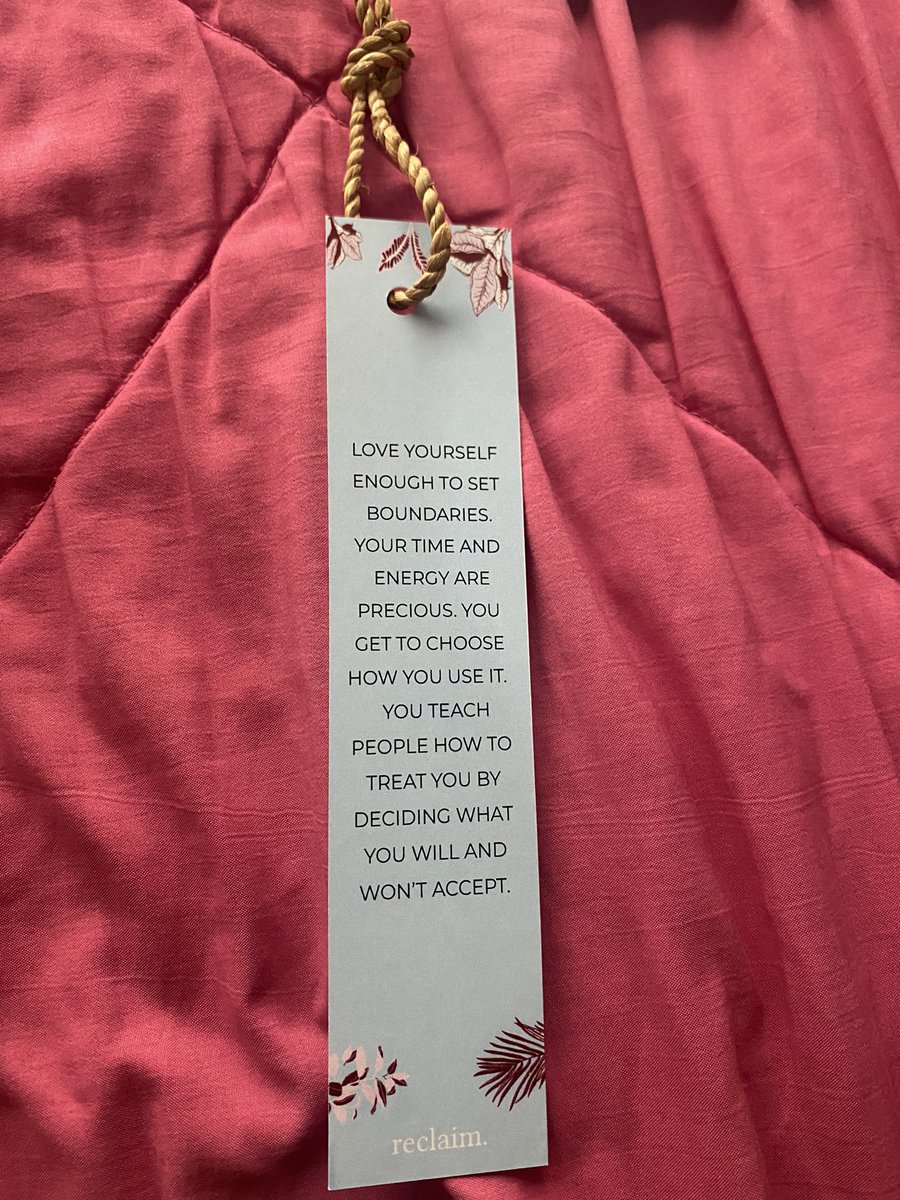 LOVE YOURSELF
ENOUGH TO SET
BOUNDARIES.
YOUR TIME AND
ENERGY ARE
PRECIOUS. YOU
GET TO CHOOSE
HOW YOU USE IT.
YOU TEACH
PEOPLE HOW TO
TREAT YOU BY
DECIDING WHAT
YOU WILL AND
WON'T ACCEPT.
reclaim.